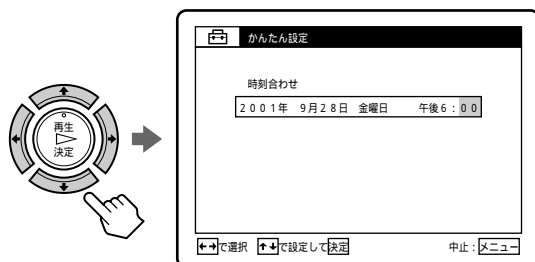 かんたん設定
時刻合わせ
2001年 9月28日 金曜日 午後6:00
再生
決定
←→で選択 ↑↓で設定して決定 中止:メニュー